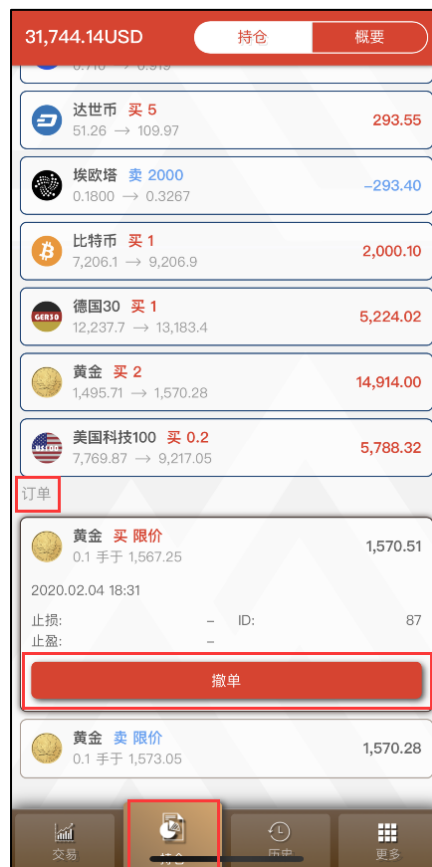 31,744.14USD 持仓 概要
达世币 买 5
51.26 → 109.97 293.55
埃欧塔 卖 2000
0.1800 → 0.3267 -293.40
比特币 买 1
7,206.1 → 9,206.9 2,000.10
德国30 买 1
GER30 12,237.7 → 13,183.4 5,224.02
黄金 买 2
1,495.71 → 1,570.28 14,914.00
美国科技100 买 0.2
7,769.87 → 9,217.05 5,788.32
订单
黄金 买 限价
0.1 手于 1,567.25 1,570.51
2020.02.04 18:31
止损: – ID: 87
止盈: –
撤单
黄金 卖 限价
0.1 手于 1,573.05 1,570.28
交易 历史 更多